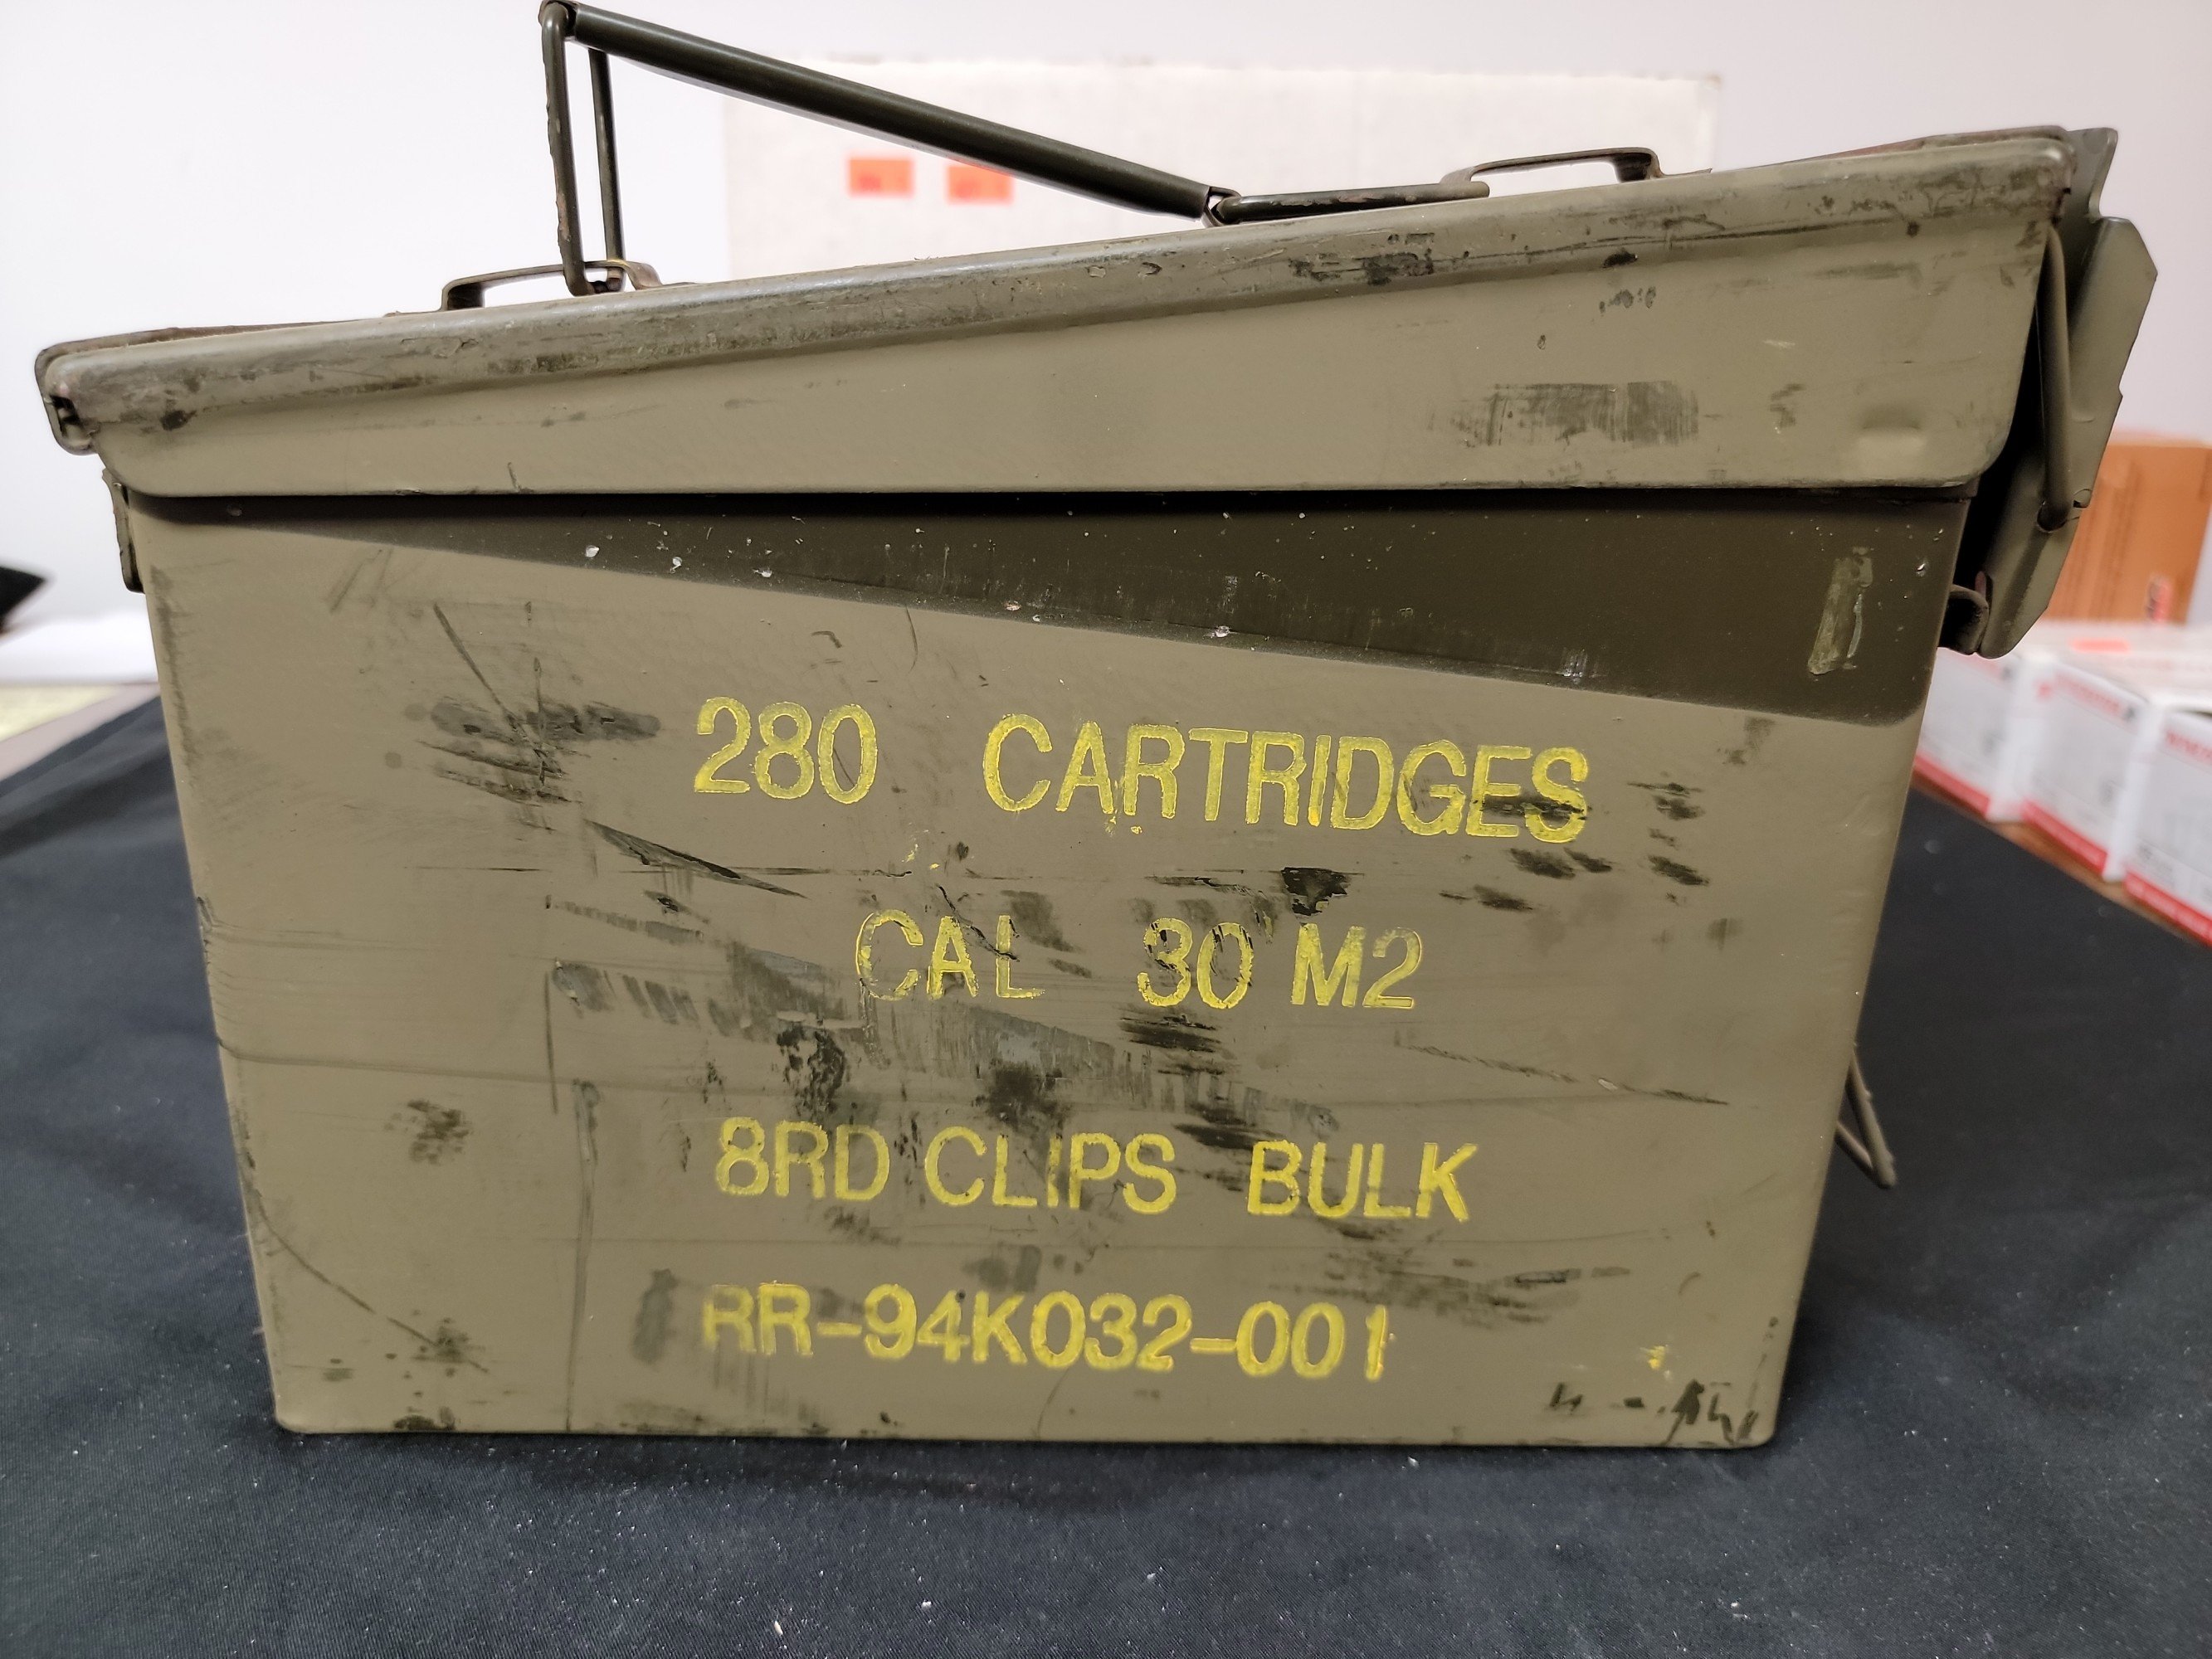 280 CARTRIDGES
CAL 30 M2
8RD CLIPS BULK
RR-94K032-001